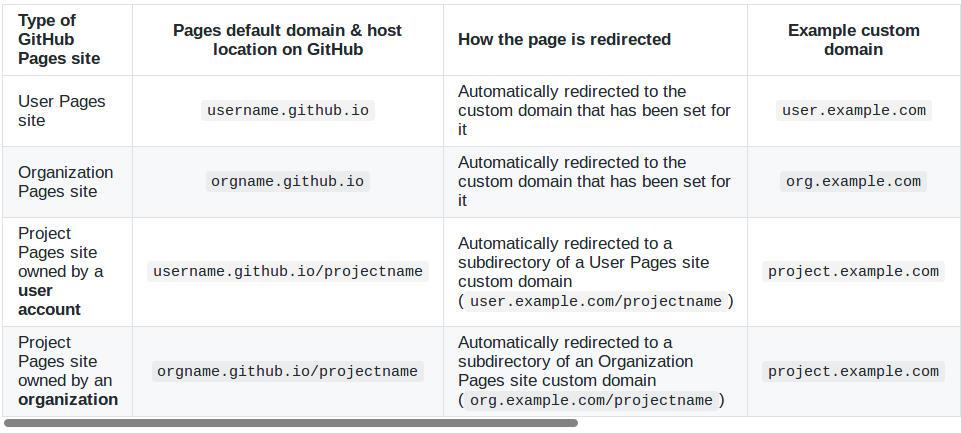 Type of
GitHub
Pages site
Pages default domain & host
location on GitHub
How the page is redirected
Example custom
domain
User Pages
site
username.github.io
Automatically redirected to the
custom domain that has been set for
it
user.example.com
Organization
Pages site
orgname.github.io
Automatically redirected to the
custom domain that has been set for
it
org.example.com
Project
Pages site
owned by a
user
account
username.github.io/projectname
Automatically redirected to a
subdirectory of a User Pages site
custom domain
( user.example.com/projectname )
project.example.com
Project
Pages site
owned by an
organization
orgname.github.io/projectname
Automatically redirected to a
subdirectory of an Organization
Pages site custom domain
( org.example.com/projectname )
project.example.com